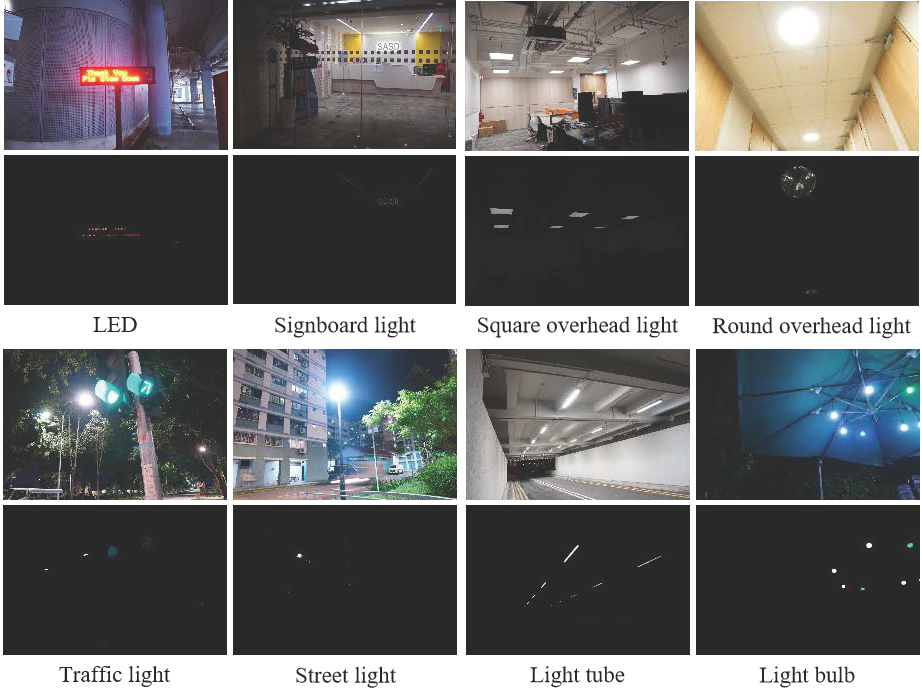 Thank You
Pls Slow Down
SASD
LED
Signboard light
Square overhead light
Round overhead light
Traffic light
Street light
Light tube
Light bulb